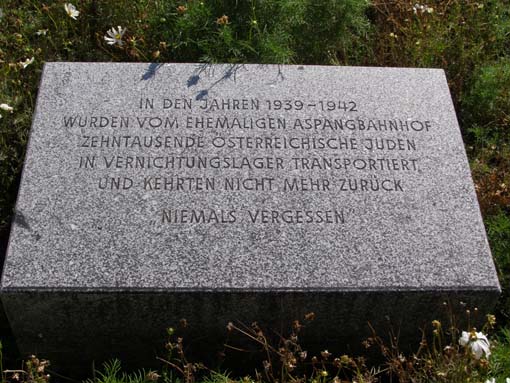 IN DEN JAHREN 1939-1942
WURDEN VOM EHEMALIGEN ASPANGBAHNHOF
ZEHNTAUSENDE ÖSTERREICHISCHE JUDEN
IN VERNICHTUNGSLAGER TRANSPORTIERT
UND KEHRTEN NICHT MEHR ZURÜCK
"NIEMALS VERGESSEN"